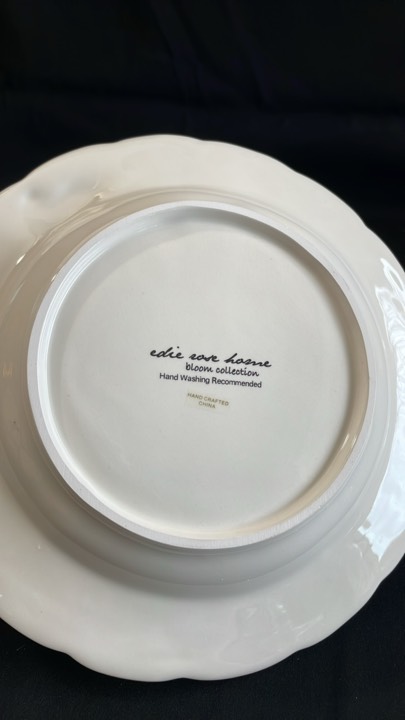 edie rose home
bloom collection
Hand Washing Recommended
HAND CRAFTED
CHINA